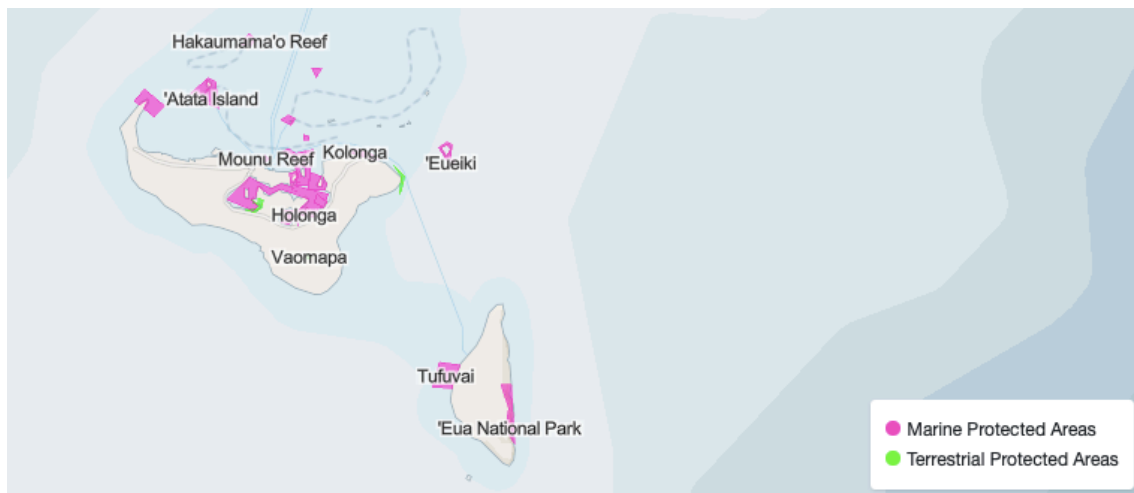 Hakaumama'o Reef
'Atata Island
Kolonga
Mounu Reef
'Eueiki
Holonga
Vaomapa
Tufuvai
'Eua National Park
Marine Protected Areas
Terrestrial Protected Areas